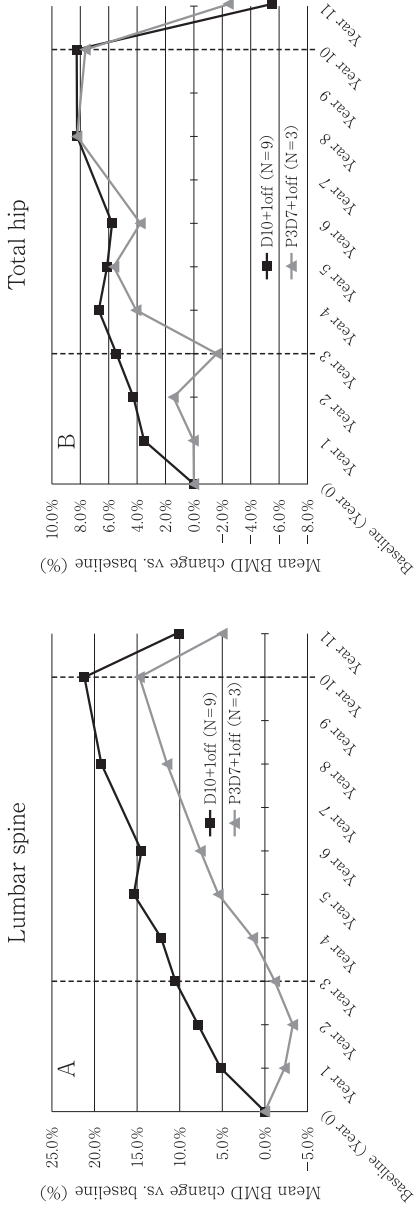 Lumbar spine
A
Mean BMD change vs. baseline (%)
25.0%
20.0%
15.0%
10.0%
5.0%
0.0%
−5.0%
Baseline (Year 0)
Year 1
Year 2
Year 3
Year 4
Year 5
Year 6
Year 7
Year 8
Year 9
Year 10
Year 11
D10+1off (N=9)
P3D7+1off (N=3)
Total hip
B
Mean BMD change vs. baseline (%)
10.0%
8.0%
6.0%
4.0%
2.0%
0.0%
−2.0%
−4.0%
−6.0%
−8.0%
Baseline (Year 0)
Year 1
Year 2
Year 3
Year 4
Year 5
Year 6
Year 7
Year 8
Year 9
Year 10
Year 11
D10+1off (N=9)
P3D7+1off (N=3)